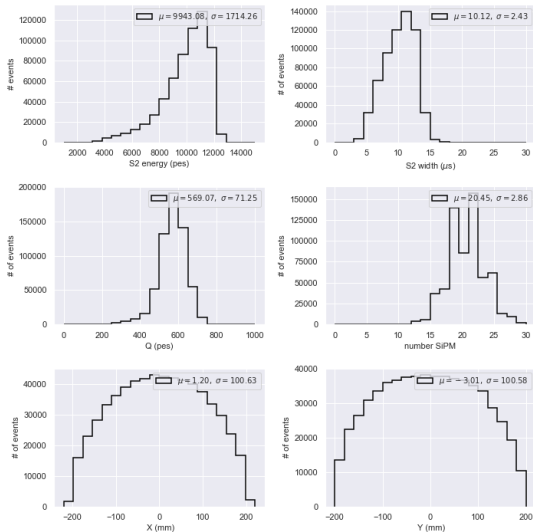 μ = 9943.08, σ = 1714.26
# of events
120000
100000
80000
60000
40000
20000
0
2000 4000 6000 8000 10000 12000 14000
S2 energy (pes)
μ = 10.12, σ = 2.43
# of events
140000
120000
100000
80000
60000
40000
20000
0
0 5 10 15 20 25 30
S2 width (μs)
μ = 569.07, σ = 71.25
# of events
200000
150000
100000
50000
0
0 200 400 600 800 1000
Q (pes)
μ = 20.45, σ = 2.86
# of events
150000
125000
100000
75000
50000
25000
0
0 5 10 15 20 25 30
number SiPM
μ = 1.20, σ = 100.63
# of events
40000
30000
20000
10000
0
−200 −100 0 100 200
X (mm)
μ = −3.01, σ = 100.58
# of events
40000
30000
20000
10000
0
−200 −100 0 100 200
Y (mm)